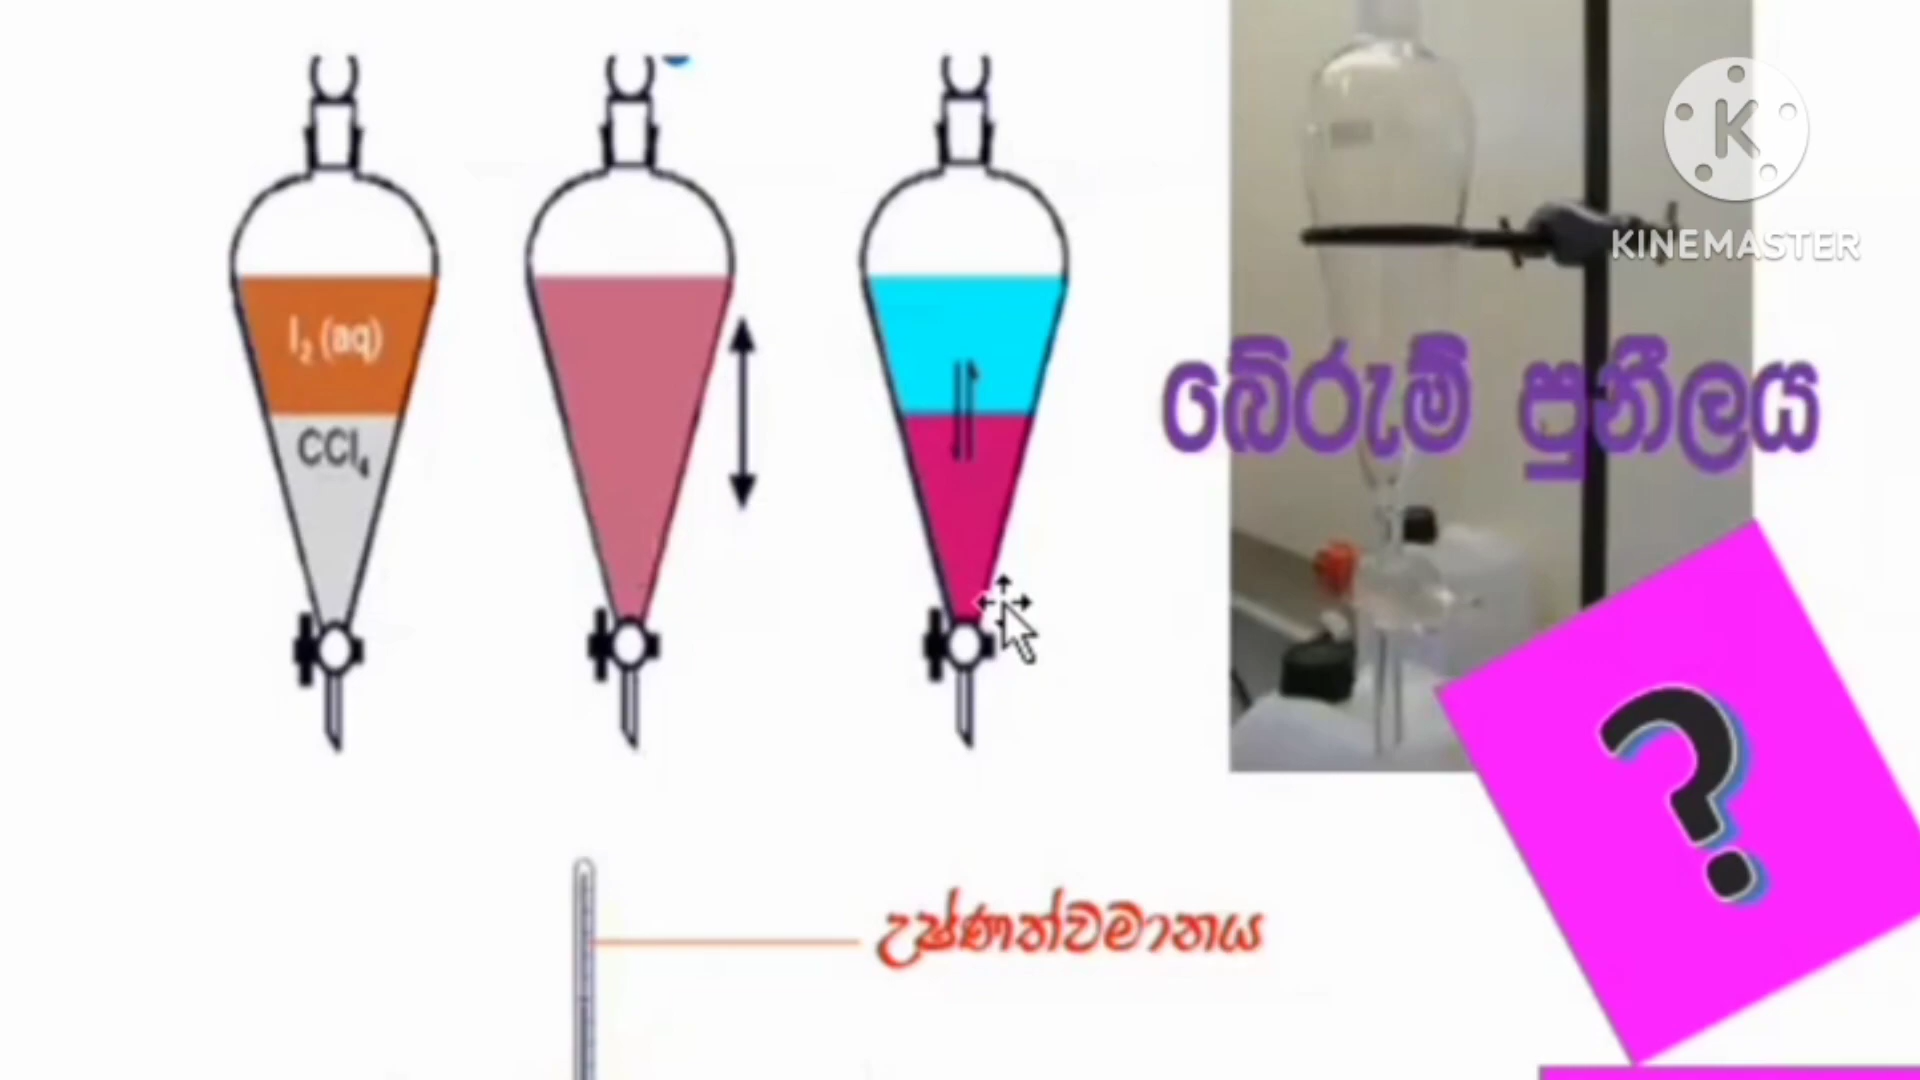 I₂ (aq)
CCl₄
බේරුම් පුනීලය
K
KINEMASTER
?
උෂ්ණත්වමානය